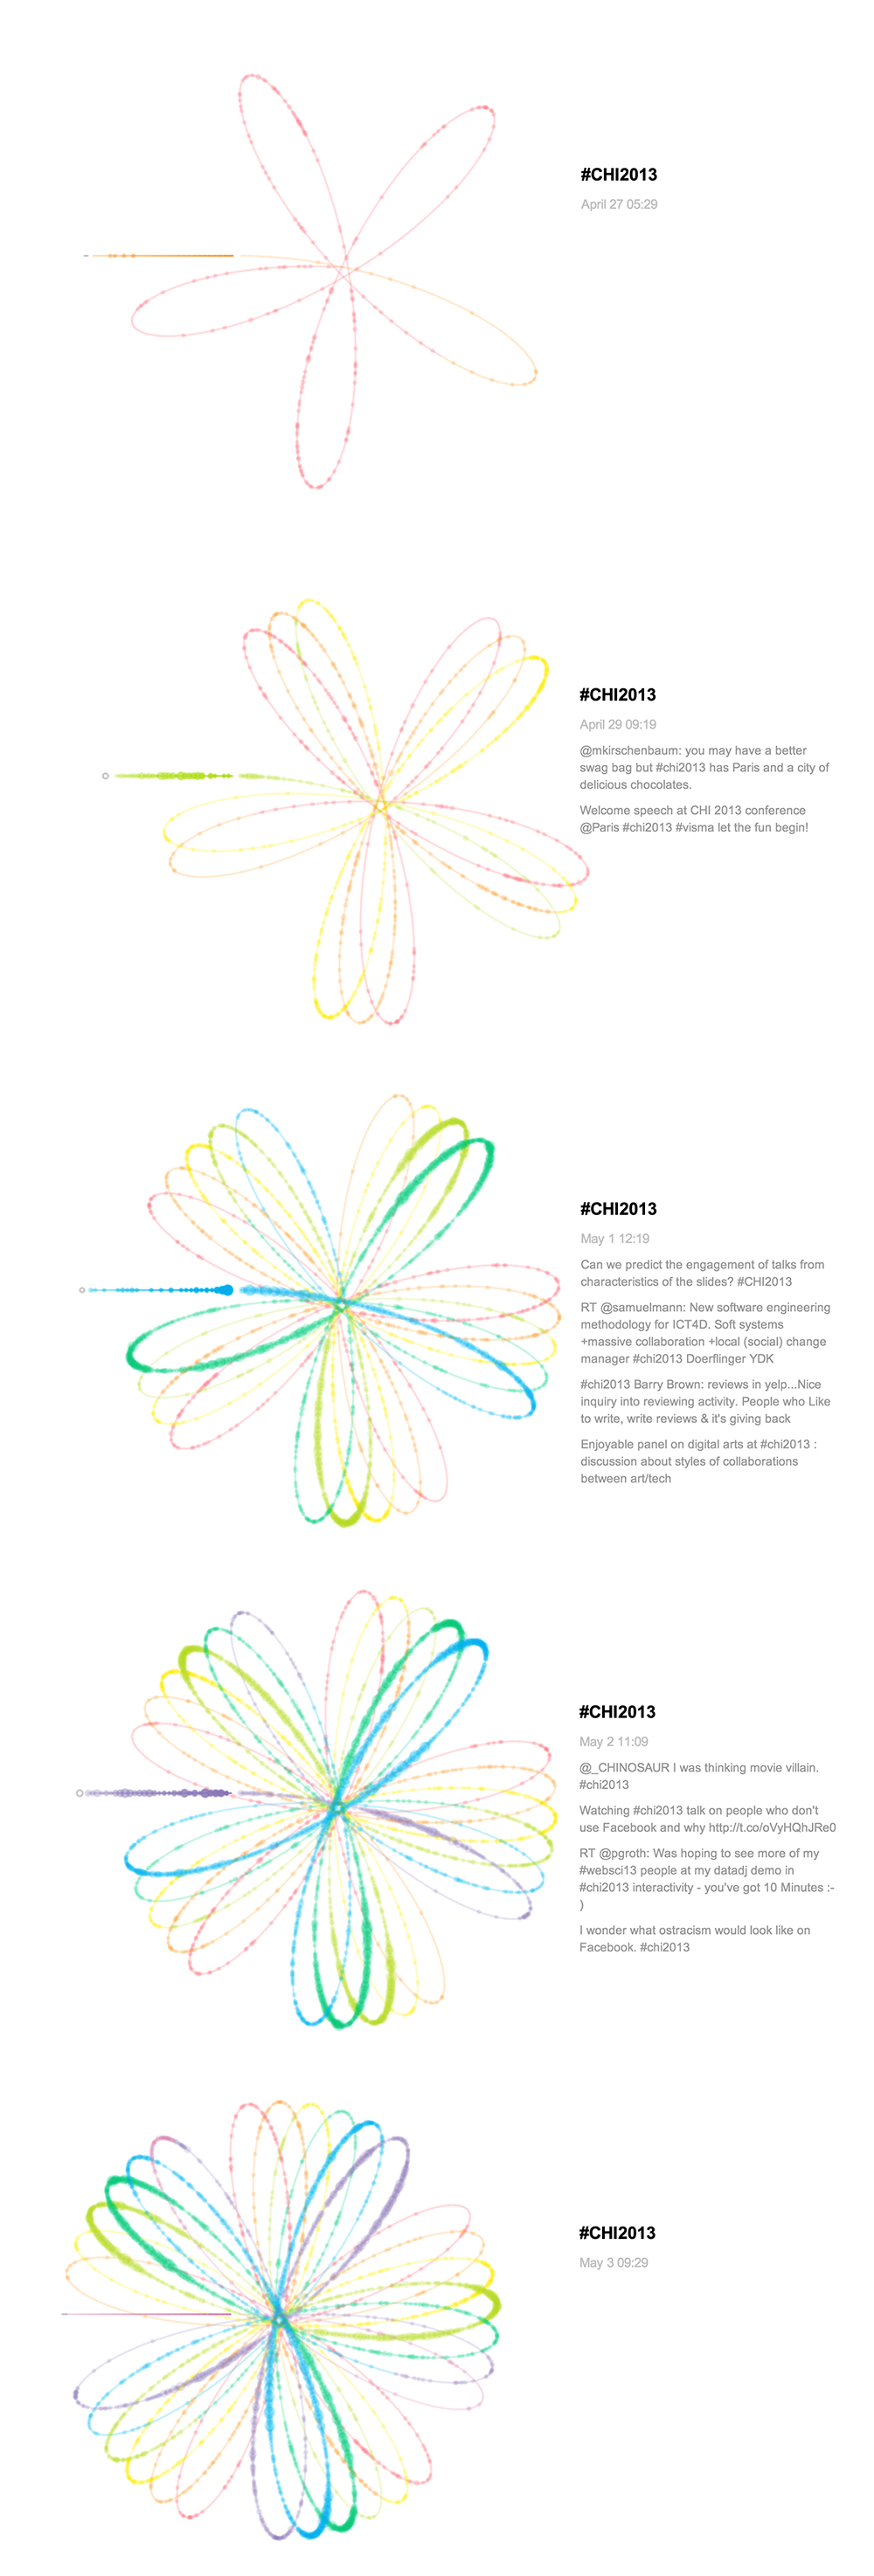 #CHI2013
April 27 05:29
#CHI2013
April 29 09:19
@mkirschenbaum: you may have a better
swag bag but #chi2013 has Paris and a city of
delicious chocolates.
Welcome speech at CHI 2013 conference
@Paris #chi2013 #visma let the fun begin!
#CHI2013
May 1 12:19
Can we predict the engagement of talks from
characteristics of the slides? #CHI2013
RT @samuelmann: New software engineering
methodology for ICT4D. Soft systems
+massive collaboration +local (social) change
manager #chi2013 Doerflinger YDK
#chi2013 Barry Brown: reviews in yelp...Nice
inquiry into reviewing activity. People who Like
to write, write reviews & it's giving back
Enjoyable panel on digital arts at #chi2013 :
discussion about styles of collaborations
between art/tech
#CHI2013
May 2 11:09
@_CHINOSAUR I was thinking movie villain.
#chi2013
Watching #chi2013 talk on people who don't
use Facebook and why http://t.co/oVyHQhJRe0
RT @pgroth: Was hoping to see more of my
#websci13 people at my datadj demo in
#chi2013 interactivity - you've got 10 Minutes :-
)
I wonder what ostracism would look like on
Facebook. #chi2013
#CHI2013
May 3 09:29